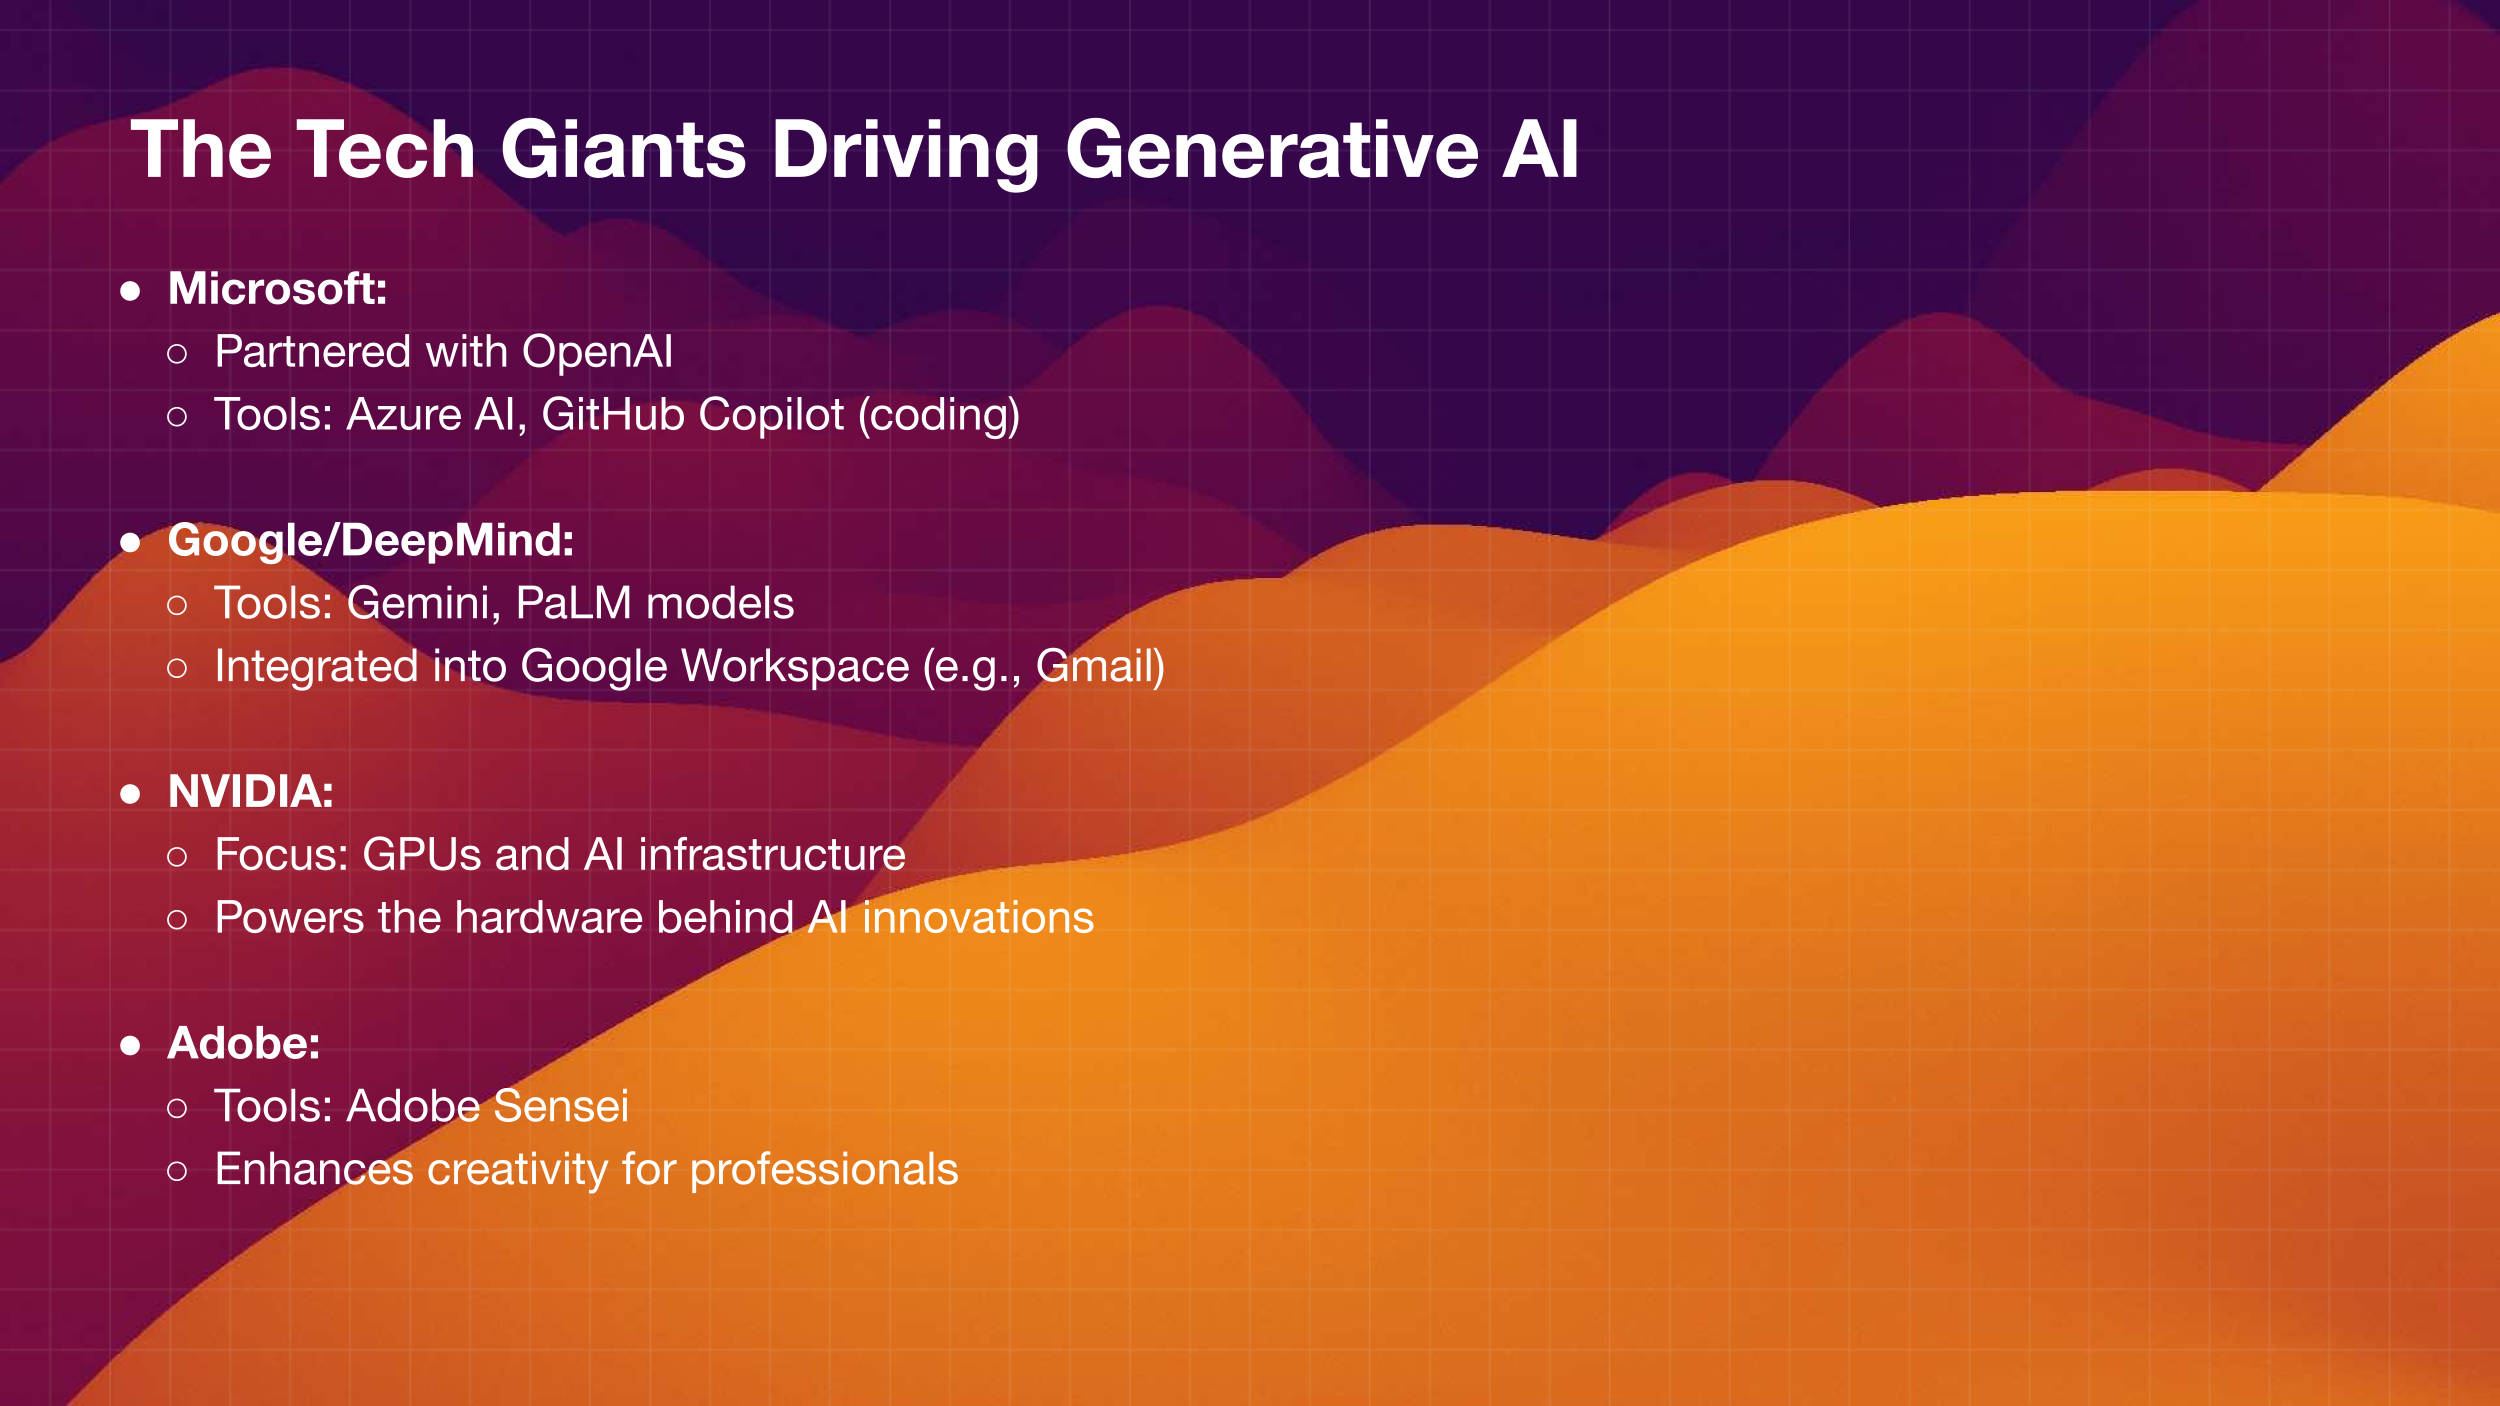 The Tech Giants Driving Generative AI
● Microsoft:
○ Partnered with OpenAI
○ Tools: Azure AI, GitHub Copilot (coding)
● Google/DeepMind:
○ Tools: Gemini, PaLM models
○ Integrated into Google Workspace (e.g., Gmail)
● NVIDIA:
○ Focus: GPUs and AI infrastructure
○ Powers the hardware behind AI innovations
● Adobe:
○ Tools: Adobe Sensei
○ Enhances creativity for professionals